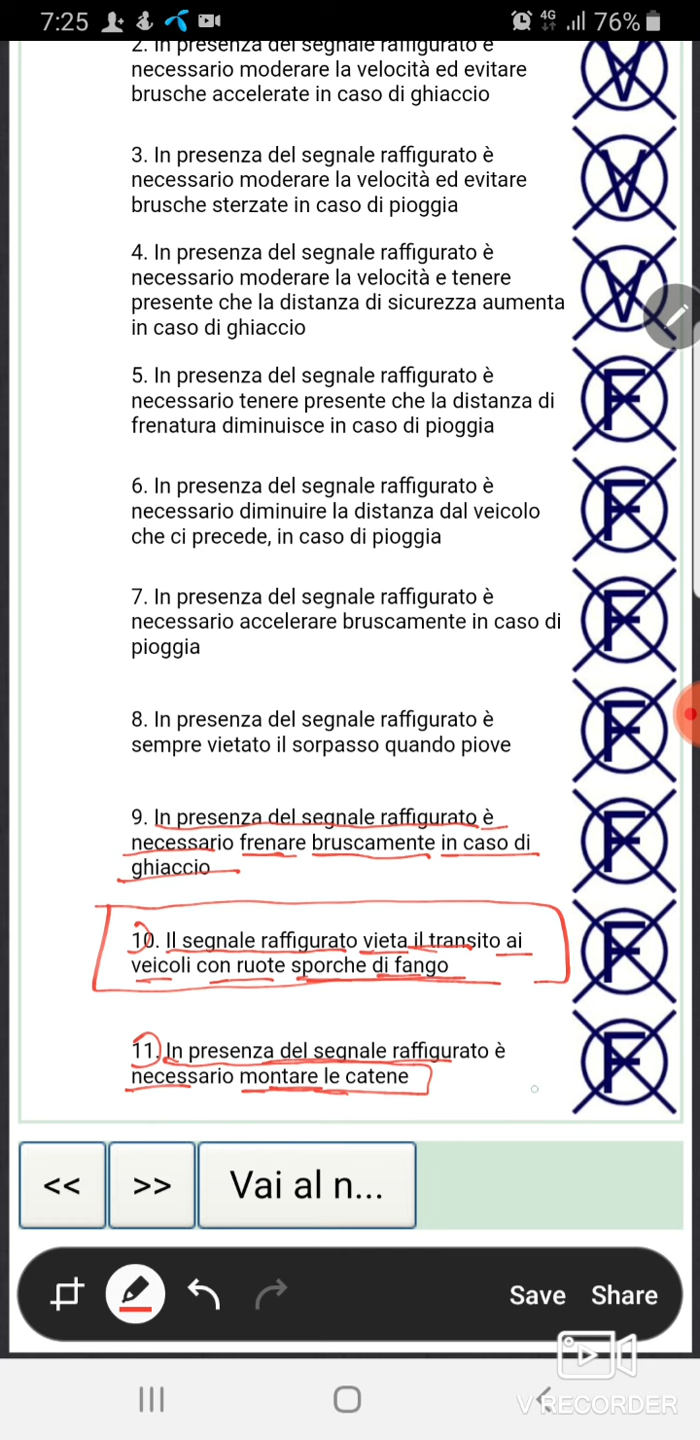 7:25
4G
76%
2. In presenza del segnale raffigurato è
necessario moderare la velocità ed evitare
brusche accelerate in caso di ghiaccio
V
3. In presenza del segnale raffigurato è
necessario moderare la velocità ed evitare
brusche sterzate in caso di pioggia
V
4. In presenza del segnale raffigurato è
necessario moderare la velocità e tenere
presente che la distanza di sicurezza aumenta
in caso di ghiaccio
V
5. In presenza del segnale raffigurato è
necessario tenere presente che la distanza di
frenatura diminuisce in caso di pioggia
F
6. In presenza del segnale raffigurato è
necessario diminuire la distanza dal veicolo
che ci precede, in caso di pioggia
F
7. In presenza del segnale raffigurato è
necessario accelerare bruscamente in caso di
pioggia
F
8. In presenza del segnale raffigurato è
sempre vietato il sorpasso quando piove
F
9. In presenza del segnale raffigurato è
necessario frenare bruscamente in caso di
ghiaccio
F
10. Il segnale raffigurato vieta il transito ai
veicoli con ruote sporche di fango
F
11. In presenza del segnale raffigurato è
necessario montare le catene
F
<< >> Vai al n...
Save Share
V RECORDER